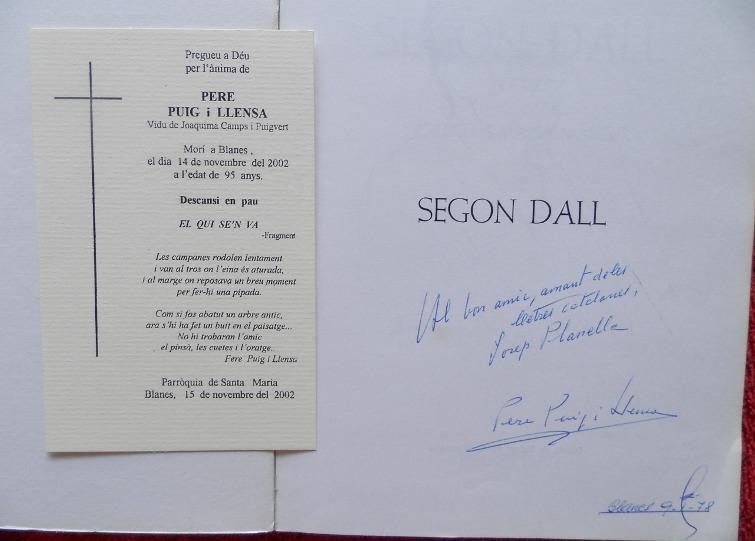 Pregueu a Déu
per l'ànima de
PERE
PUIG i LLENSA
Vidu de Joaquima Camps i Puigvert
Morí a Blanes,
el dia 14 de novembre del 2002
a l'edat de 95 anys.
Descansi en pau
EL QUI SE'N VA
-Fragment
Les campanes rodolen lentament
i van al tros on l'eina és aturada,
i al marge on reposava un breu moment
per fer-hi una pipada.
Com si fos abatut un arbre antic,
ara s'hi ha fet un buit en el paisatge...
No hi trobaran l'amic
el pinsà, les cuetes i l'oratge.
Pere Puig i Llensa
Parròquia de Santa Maria
Blanes, 15 de novembre del 2002
SEGON DALL
Al bon amic, amant de les
lletres catalanes,
Josep Planella
Pere Puig i Llensa
Blanes 9- -78